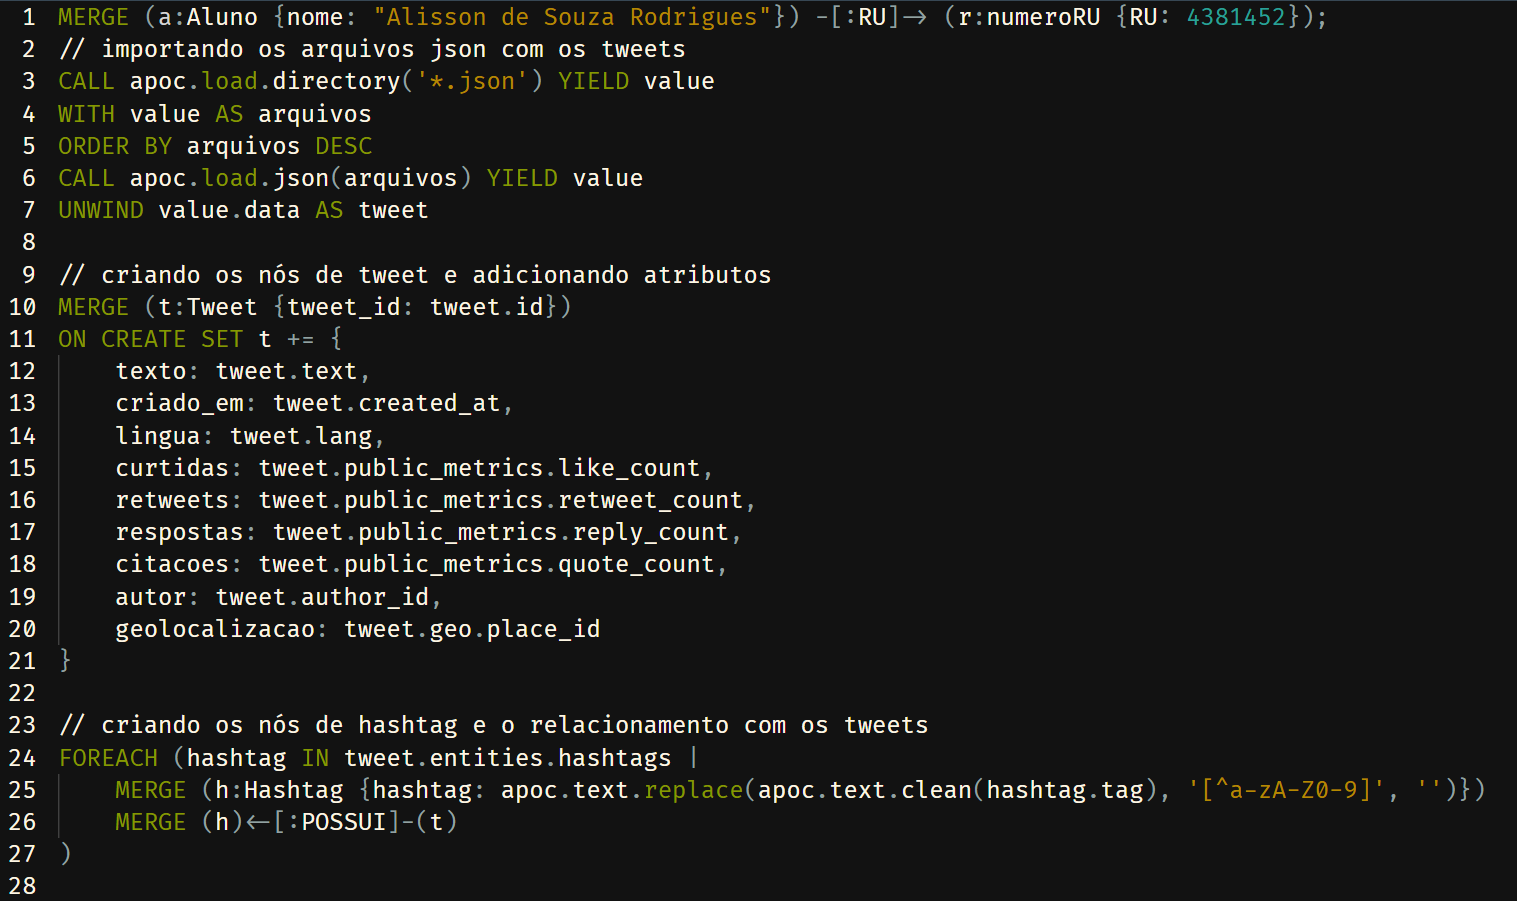 1 MERGE (a:Aluno {nome: "Alisson de Souza Rodrigues"}) -[:RU]-> (r:numeroRU {RU: 4381452});
2 // importando os arquivos json com os tweets
3 CALL apoc.load.directory('*.json') YIELD value
4 WITH value AS arquivos
5 ORDER BY arquivos DESC
6 CALL apoc.load.json(arquivos) YIELD value
7 UNWIND value.data AS tweet
8
9 // criando os nós de tweet e adicionando atributos
10 MERGE (t:Tweet {tweet_id: tweet.id})
11 ON CREATE SET t += {
12 texto: tweet.text,
13 criado_em: tweet.created_at,
14 lingua: tweet.lang,
15 curtidas: tweet.public_metrics.like_count,
16 retweets: tweet.public_metrics.retweet_count,
17 respostas: tweet.public_metrics.reply_count,
18 citacoes: tweet.public_metrics.quote_count,
19 autor: tweet.author_id,
20 geolocalizacao: tweet.geo.place_id
21 }
22
23 // criando os nós de hashtag e o relacionamento com os tweets
24 FOREACH (hashtag IN tweet.entities.hashtags |
25 MERGE (h:Hashtag {hashtag: apoc.text.replace(apoc.text.clean(hashtag.tag), '[^a-zA-Z0-9]', '')})
26 MERGE (h)<-[:POSSUI]-(t)
27 )
28